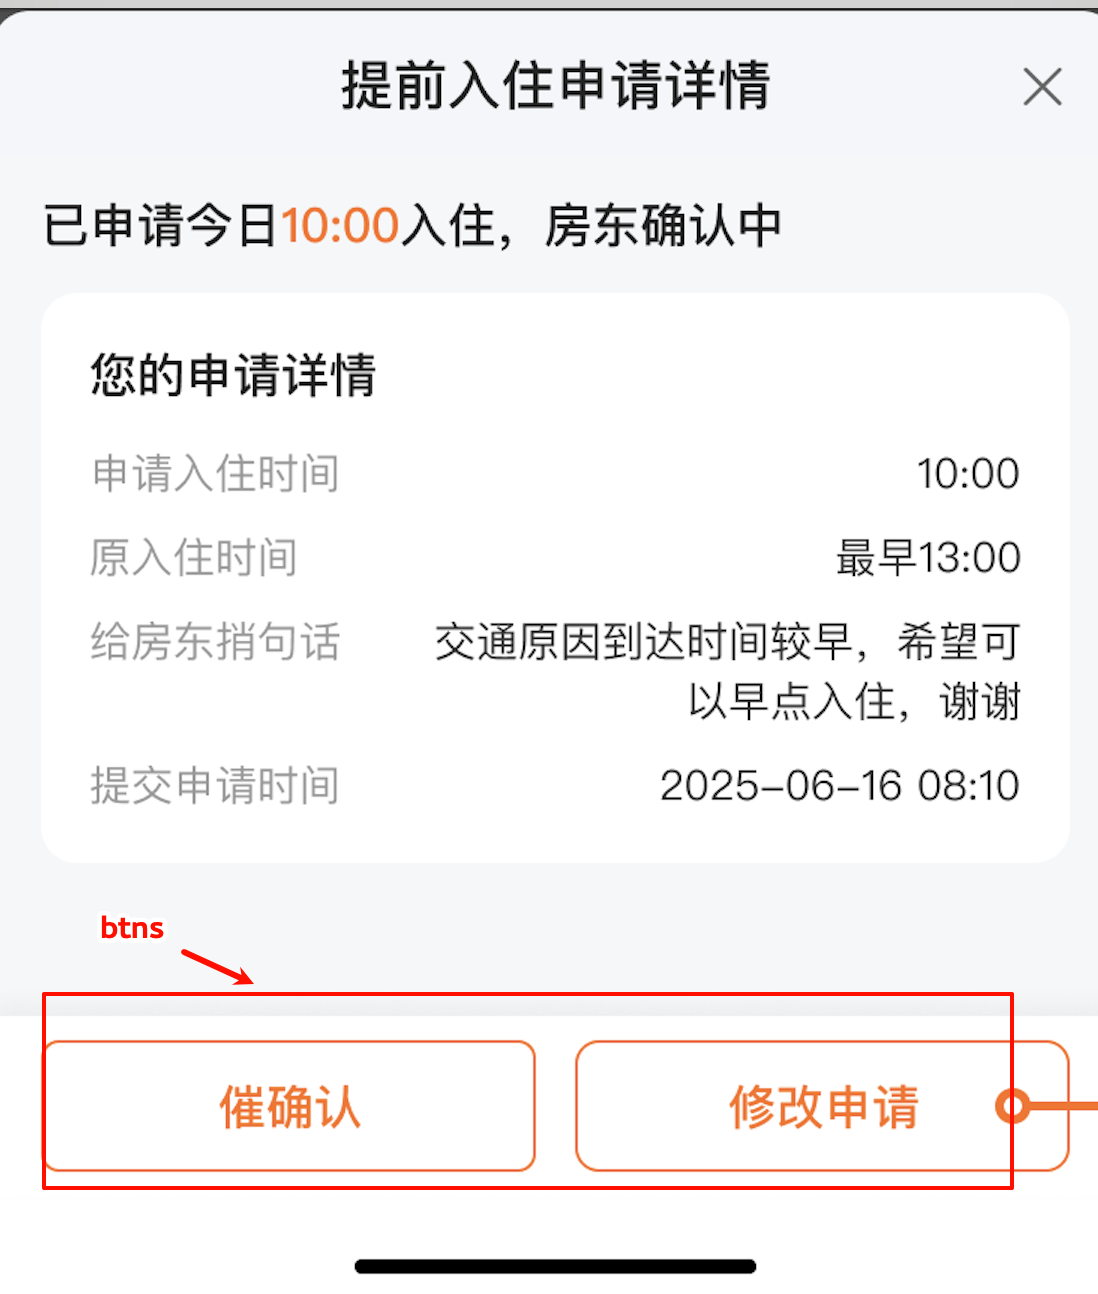 提前入住申请详情
已申请今日10:00入住，房东确认中
您的申请详情
申请入住时间 10:00
原入住时间 最早13:00
给房东捎句话 交通原因到达时间较早，希望可
以早点入住，谢谢
提交申请时间 2025-06-16 08:10
btns
催确认 修改申请